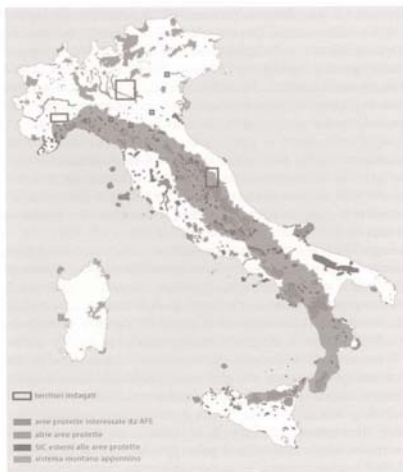 territori indagati
aree protette interessate da APE
altre aree protette
SIC esterni alle aree protette
sistema montano appenninico